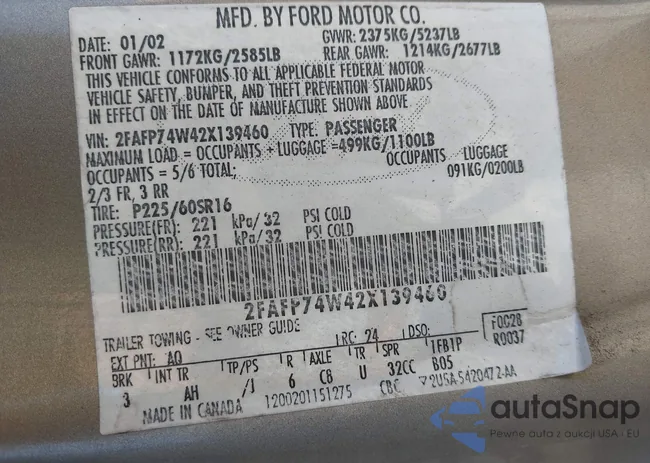 MFD. BY FORD MOTOR CO.
DATE: 01/02 GVWR: 2375KG/5237LB
FRONT GAWR: 1172KG/2585LB REAR GAWR: 1214KG/2677LB
THIS VEHICLE CONFORMS TO ALL APPLICABLE FEDERAL MOTOR
VEHICLE SAFETY, BUMPER, AND THEFT PREVENTION STANDARDS
IN EFFECT ON THE DATE OF MANUFACTURE SHOWN ABOVE
VIN: 2FAFP74W42X139460 TYPE: PASSENGER
MAXIMUM LOAD = OCCUPANTS + LUGGAGE =499KG/1100LB
OCCUPANTS = 5/6 TOTAL; OCCUPANTS LUGGAGE
2/3 FR, 3 RR 091KG/0200LB
TIRE: P225/60SR16
PRESSURE(FR): 221 kPa/ 32 PSI COLD
PRESSURE(RR): 221 kPa/ 32 PSI COLD
2FAFP74W42X139460
TRAILER TOWING - SEE OWNER GUIDE
EXT PNT: AQ RC: 24 DSO: F0028
R0037
BRK INT TR TP/PS R AXLE TR SPR 1FB1P
3 AH /J 6 C8 U 32CC B05
MADE IN CANADA 1200201151275 CBC 2USA-5420472-AA
autaSnap
Pewne auta z aukcji USA - EU